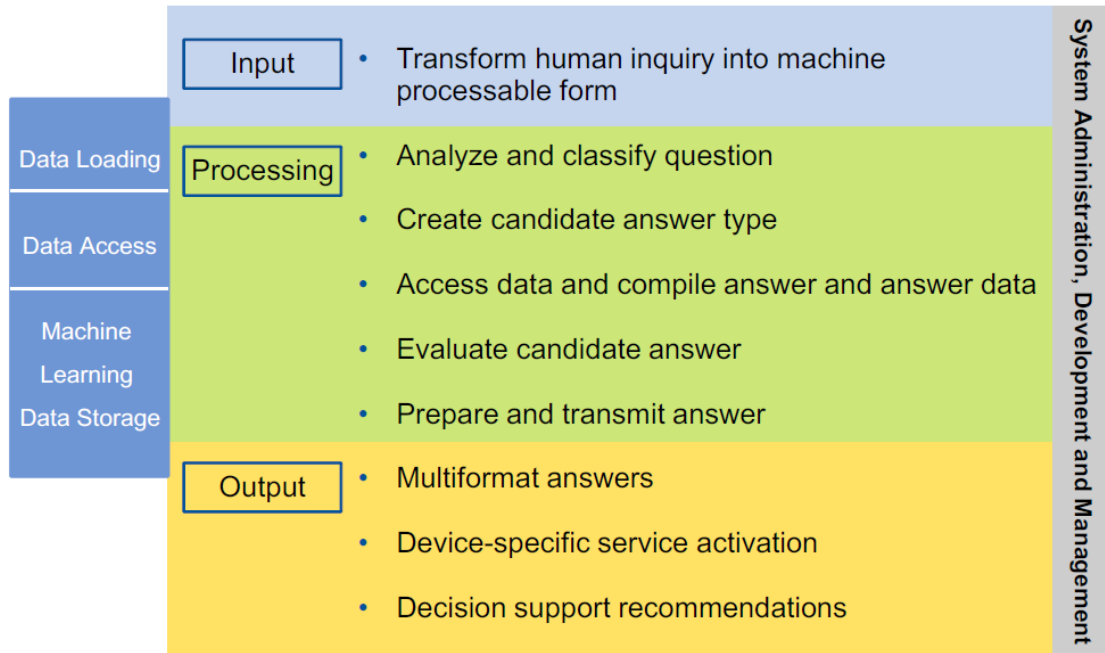 Input
• Transform human inquiry into machine
processable form
Data Loading
Data Access
Machine
Learning
Data Storage
Processing
• Analyze and classify question
• Create candidate answer type
• Access data and compile answer and answer data
• Evaluate candidate answer
• Prepare and transmit answer
Output
• Multiformat answers
• Device-specific service activation
• Decision support recommendations
System Administration, Development and Management